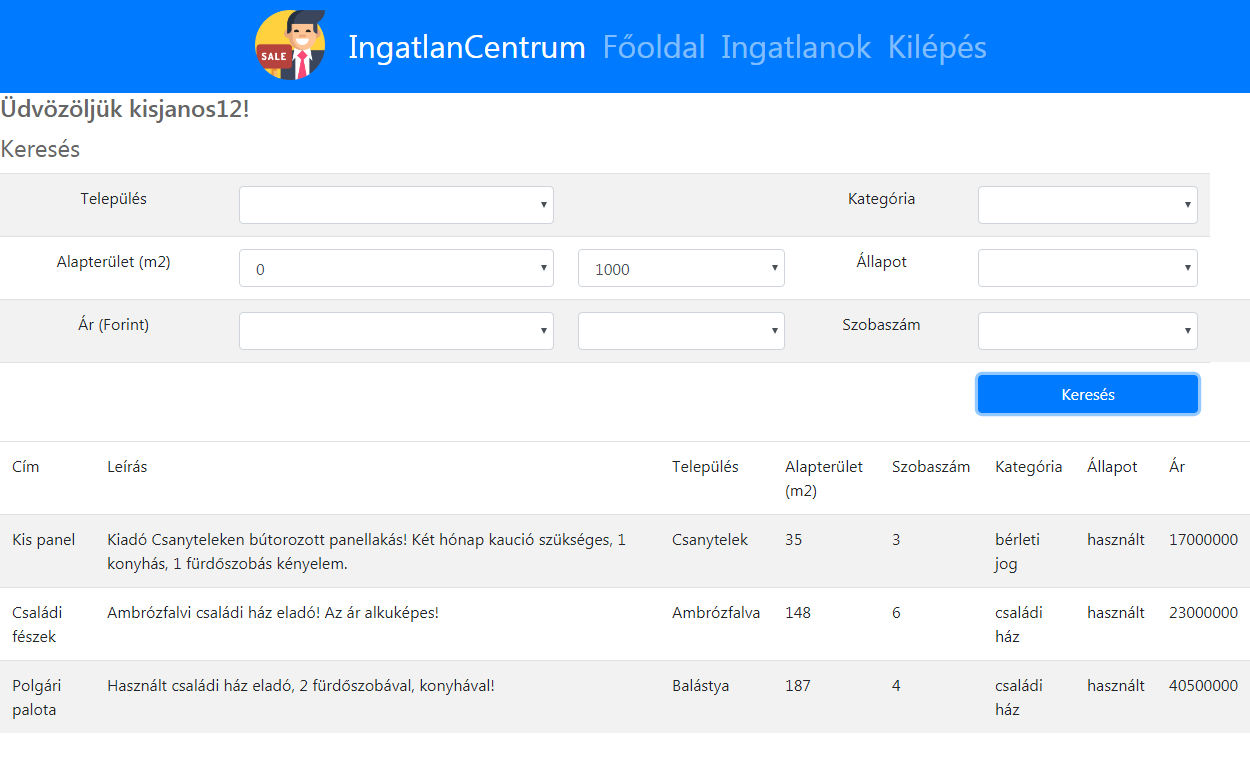 SALE
IngatlanCentrum Főoldal Ingatlanok Kilépés
Üdvözöljük kisjanos12!
Keresés
Település Kategória
Alapterület (m2) 0 1000 Állapot
Ár (Forint) Szobaszám
Keresés
Cím Leírás Település Alapterület (m2) Szobaszám Kategória Állapot Ár
Kis panel Kiadó Csanyteleken bútorozott panellakás! Két hónap kaució szükséges, 1 konyhás, 1 fürdőszobás kényelem. Csanytelek 35 3 bérleti jog használt 17000000
Családi fészek Ambrózfalvi családi ház eladó! Az ár alkuképes! Ambrózfalva 148 6 családi ház használt 23000000
Polgári palota Használt családi ház eladó, 2 fürdőszobával, konyhával! Balástya 187 4 családi ház használt 40500000